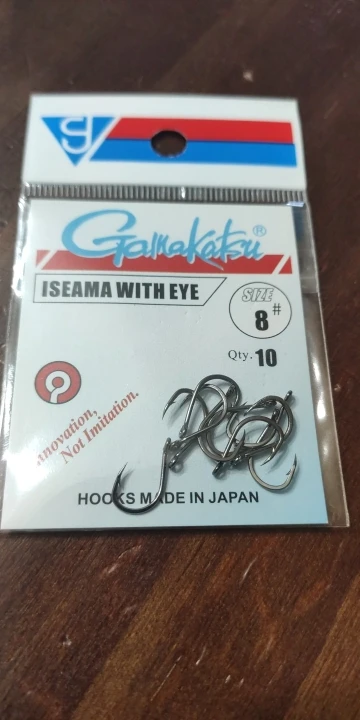 Gamakatsu®
ISEAMA WITH EYE
SIZE
8#
Qty. 10
Innovation,
Not Imitation.
HOOKS MADE IN JAPAN